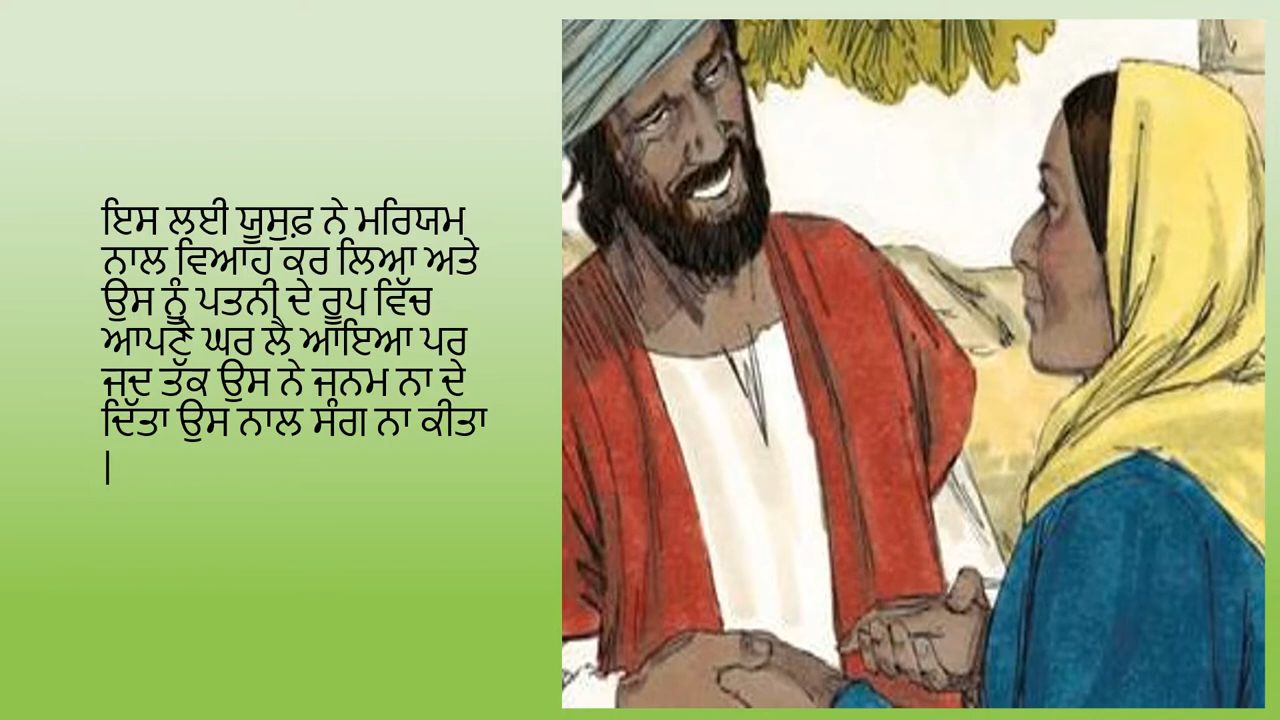 ਇਸ ਲਈ ਯੂਸੁਫ਼ ਨੇ ਮਰਿਯਮ
ਨਾਲ ਵਿਆਹ ਕਰ ਲਿਆ ਅਤੇ
ਉਸ ਨੂੰ ਪਤਨੀ ਦੇ ਰੂਪ ਵਿੱਚ
ਆਪਣੇ ਘਰ ਲੈ ਆਇਆ ਪਰ
ਜਦ ਤੱਕ ਉਸ ਨੇ ਜਨਮ ਨਾ ਦੇ
ਦਿੱਤਾ ਉਸ ਨਾਲ ਸੰਗ ਨਾ ਕੀਤਾ
|